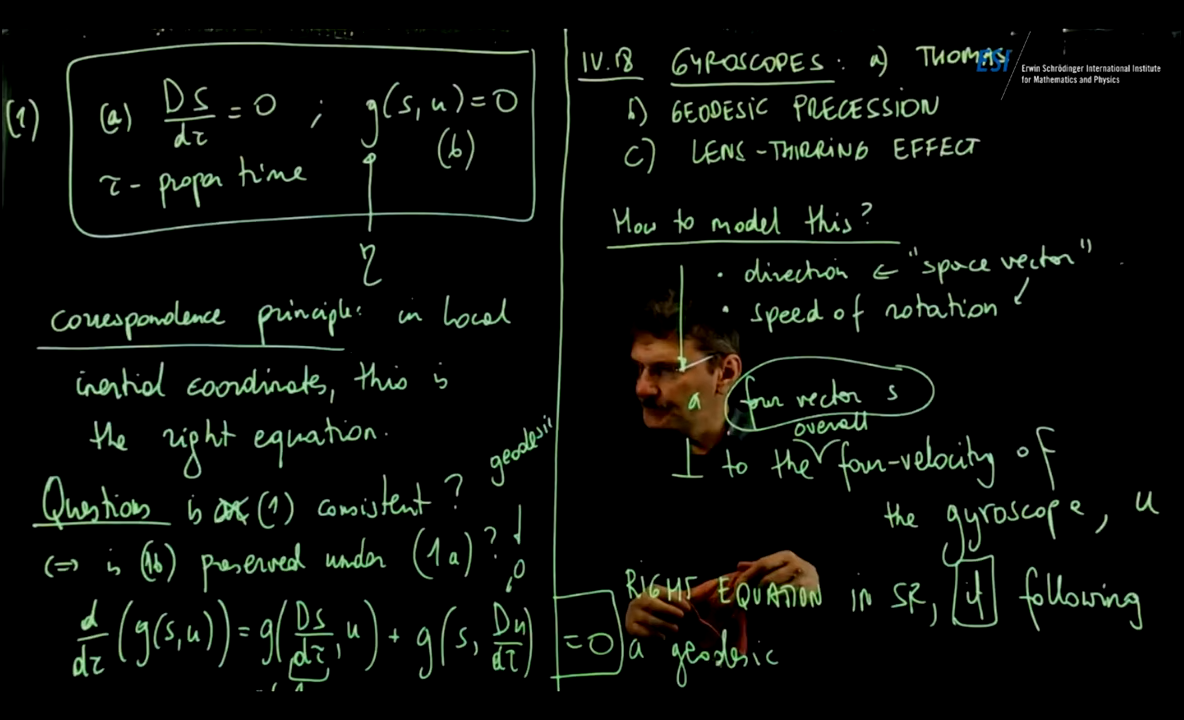 (1) (a) Ds/dτ = 0 ; g(s, u) = 0
(b)
τ - proper time
η
correspondence principle: in local
inertial coordinates, this is
the right equation.
Questions is (1) consistent?
geodesic
<=> is (1b) preserved under (1a)?
0
d/dτ (g(s,u)) = g(Ds/dτ, u) + g(s, Du/dτ) = 0
IV.18 GYROSCOPES: a) THOMAS
b) GEODESIC PRECESSION
c) LENS-THIRRING EFFECT
How to model this?
• direction ∈ "space vector"
• speed of rotation
a four vector s
overall
⊥ to the four-velocity of
the gyroscope, u
RIGHT EQUATION IN SR, if following
a geodesic
ESI Erwin Schrödinger International Institute
for Mathematics and Physics